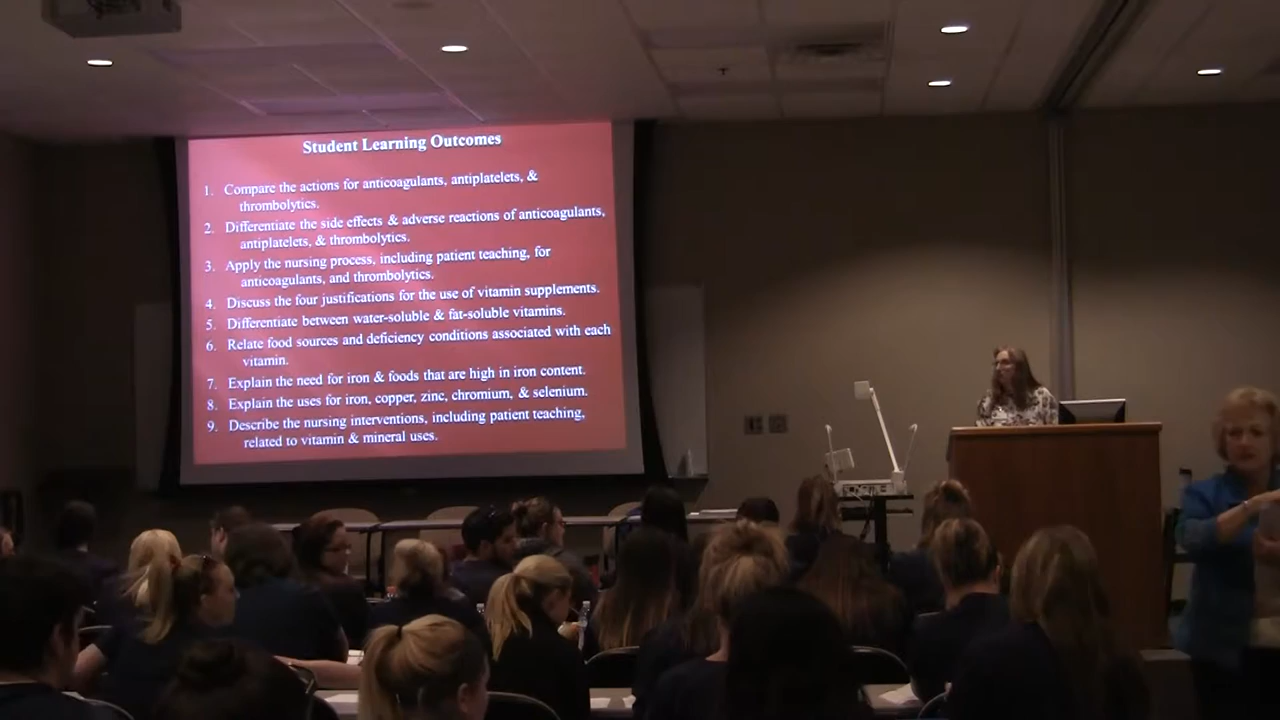 Student Learning Outcomes
1. Compare the actions for anticoagulants, antiplatelets, &
thrombolytics.
2. Differentiate the side effects & adverse reactions of anticoagulants,
antiplatelets, & thrombolytics.
3. Apply the nursing process, including patient teaching, for
anticoagulants, and thrombolytics.
4. Discuss the four justifications for the use of vitamin supplements.
5. Differentiate between water-soluble & fat-soluble vitamins.
6. Relate food sources and deficiency conditions associated with each
vitamin.
7. Explain the need for iron & foods that are high in iron content.
8. Explain the uses for iron, copper, zinc, chromium, & selenium.
9. Describe the nursing interventions, including patient teaching,
related to vitamin & mineral uses.